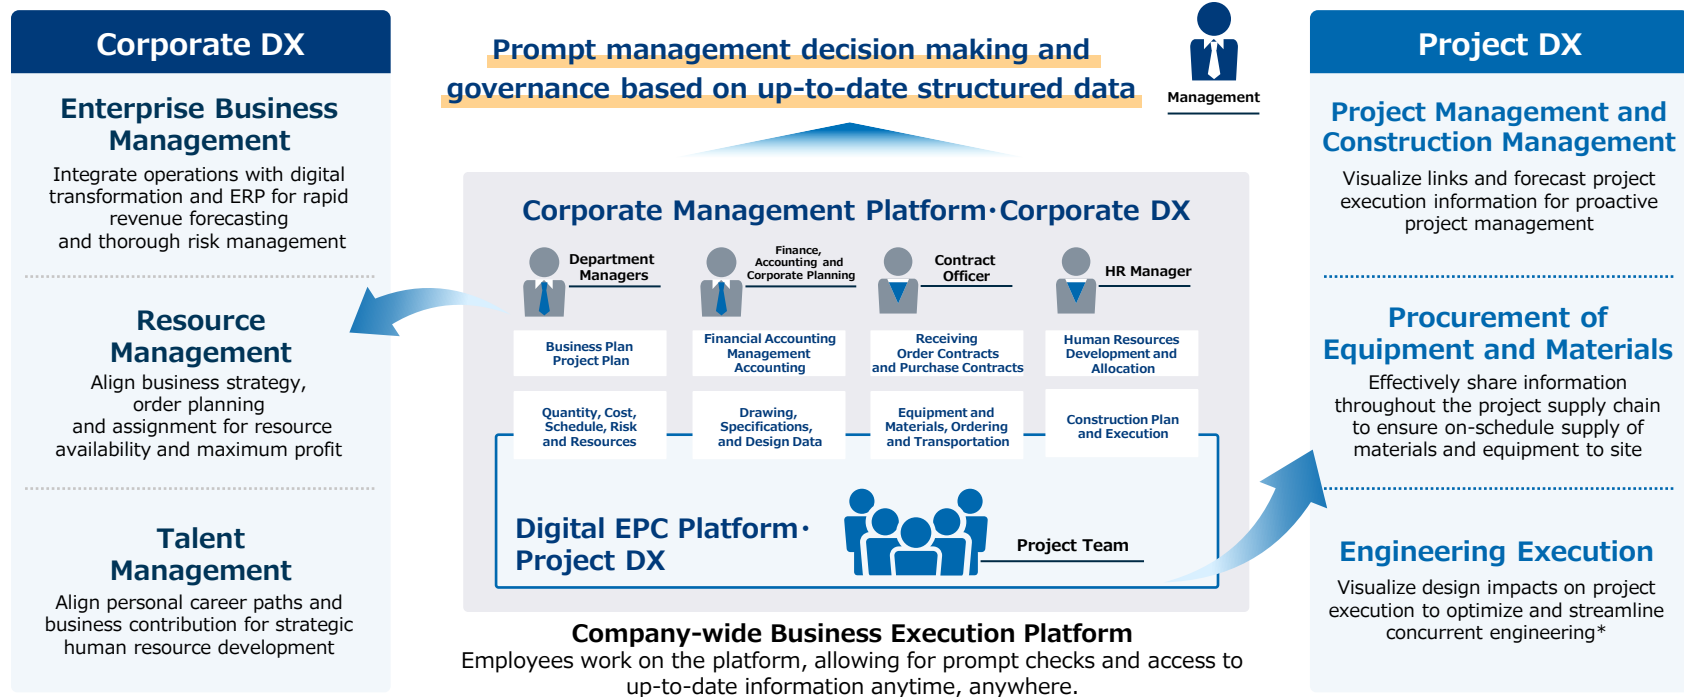 Corporate DX
Enterprise Business
Management
Integrate operations with digital
transformation and ERP for rapid
revenue forecasting
and thorough risk management
Resource
Management
Align business strategy,
order planning
and assignment for resource
availability and maximum profit
Talent
Management
Align personal career paths and
business contribution for strategic
human resource development
Prompt management decision making and
governance based on up-to-date structured data
Management
Corporate Management Platform・Corporate DX
Department
Managers
Finance,
Accounting and
Corporate Planning
Contract
Officer
HR Manager
Business Plan
Project Plan
Financial Accounting
Management
Accounting
Receiving
Order Contracts
and Purchase Contracts
Human Resources
Development and
Allocation
Quantity, Cost,
Schedule, Risk
and Resources
Drawing,
Specifications,
and Design Data
Equipment and
Materials, Ordering
and Transportation
Construction Plan
and Execution
Digital EPC Platform・
Project DX
Project Team
Company-wide Business Execution Platform
Employees work on the platform, allowing for prompt checks and access to
up-to-date information anytime, anywhere.
Project DX
Project Management and
Construction Management
Visualize links and forecast project
execution information for proactive
project management
Procurement of
Equipment and Materials
Effectively share information
throughout the project supply chain
to ensure on-schedule supply of
materials and equipment to site
Engineering Execution
Visualize design impacts on project
execution to optimize and streamline
concurrent engineering*